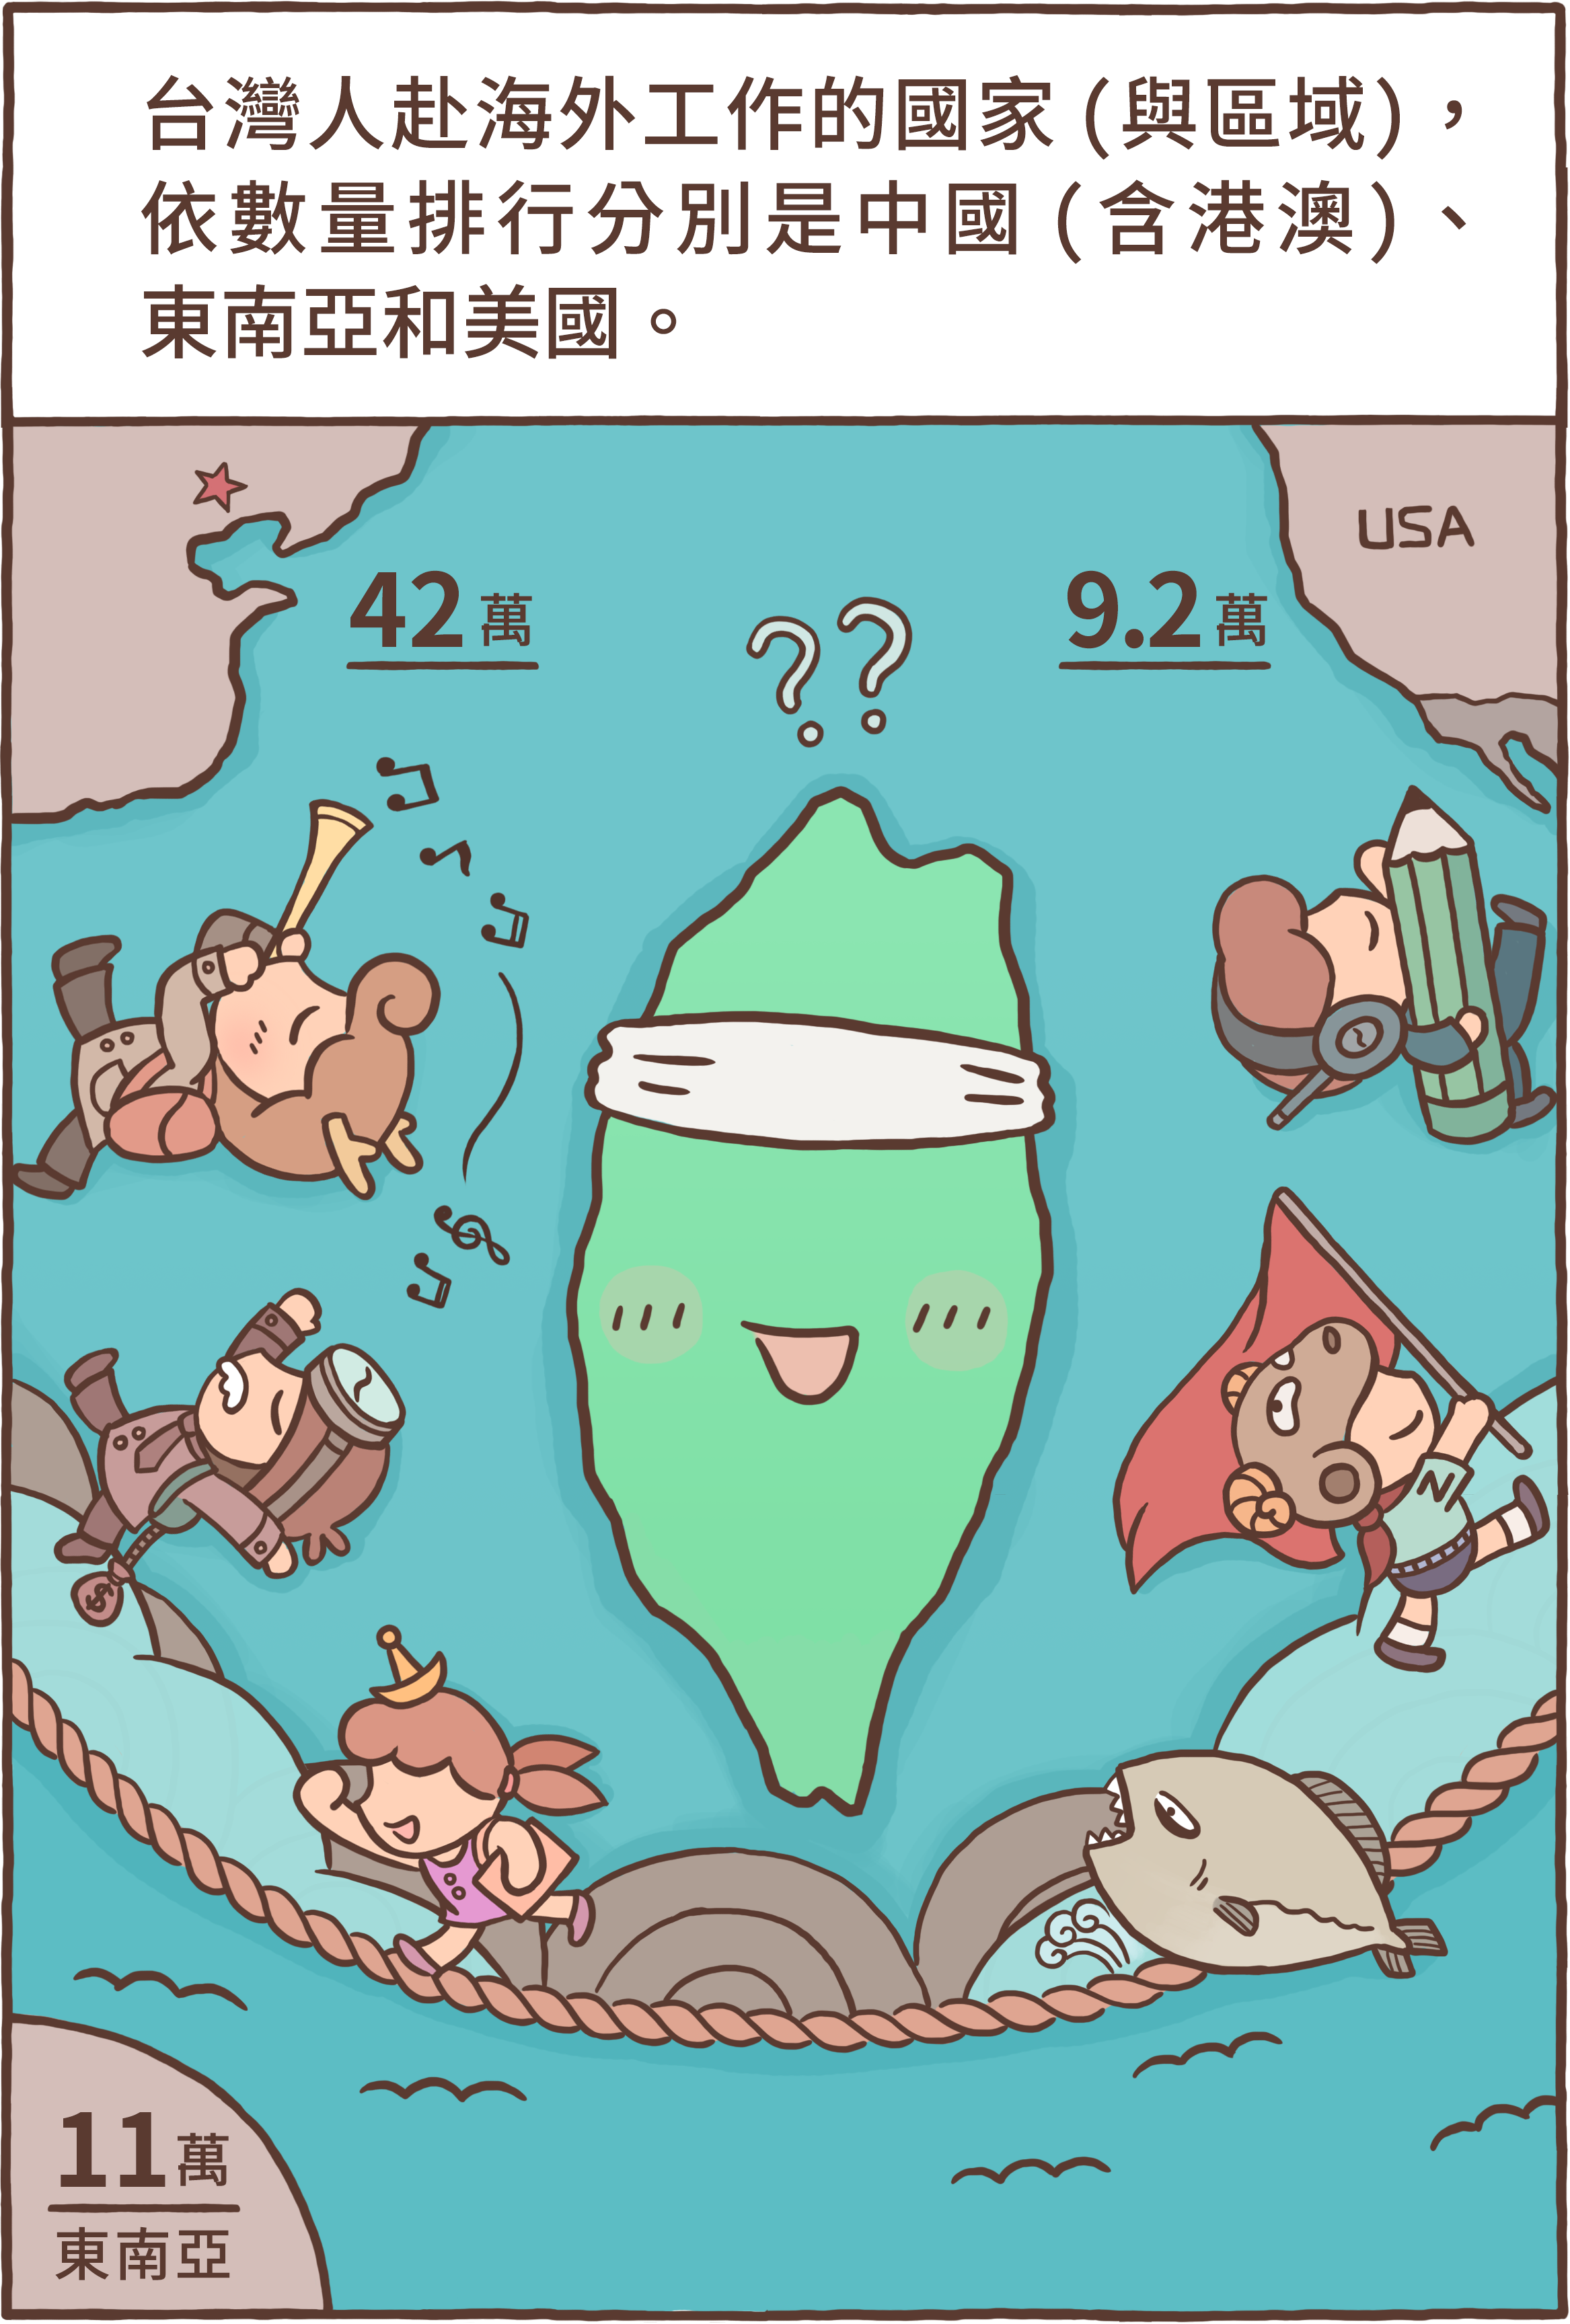 台灣人赴海外工作的國家(與區域)，
依數量排行分別是中國(含港澳)、
東南亞和美國。
USA
42萬
9.2萬
??
N
$
11萬
東南亞